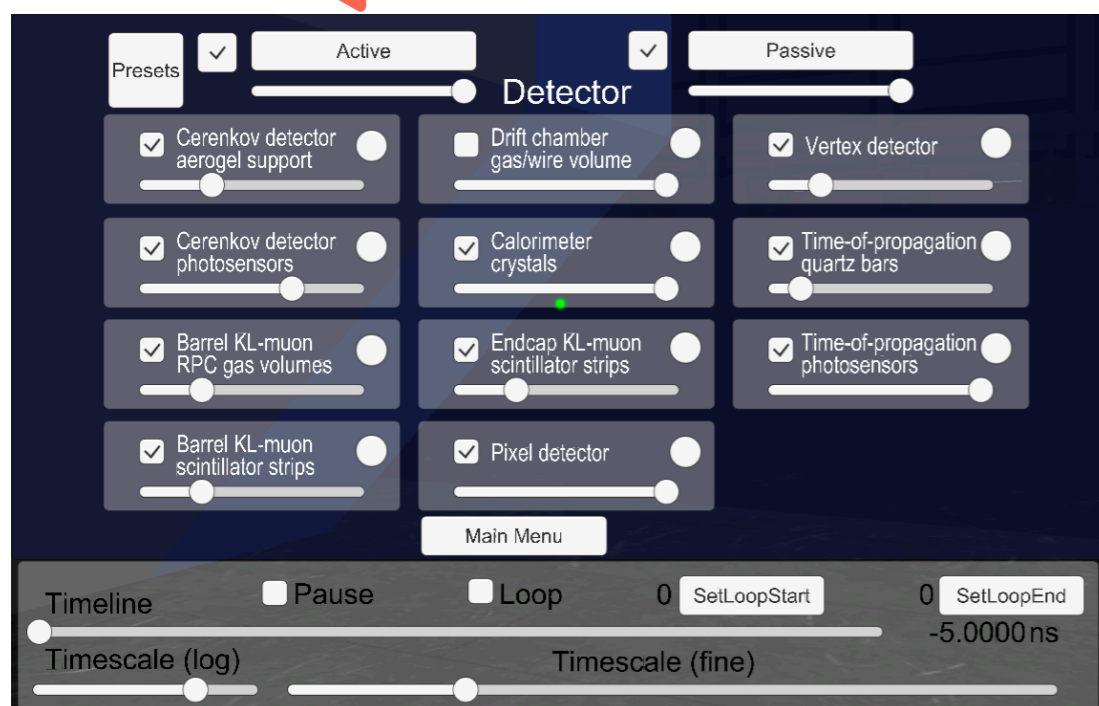 Presets
Active
Passive
Detector
Cerenkov detector
aerogel support
Drift chamber
gas/wire volume
Vertex detector
Cerenkov detector
photosensors
Calorimeter
crystals
Time-of-propagation
quartz bars
Barrel KL-muon
RPC gas volumes
Endcap KL-muon
scintillator strips
Time-of-propagation
photosensors
Barrel KL-muon
scintillator strips
Pixel detector
Main Menu
Timeline
Pause
Loop
0
SetLoopStart
0
SetLoopEnd
-5.0000 ns
Timescale (log)
Timescale (fine)